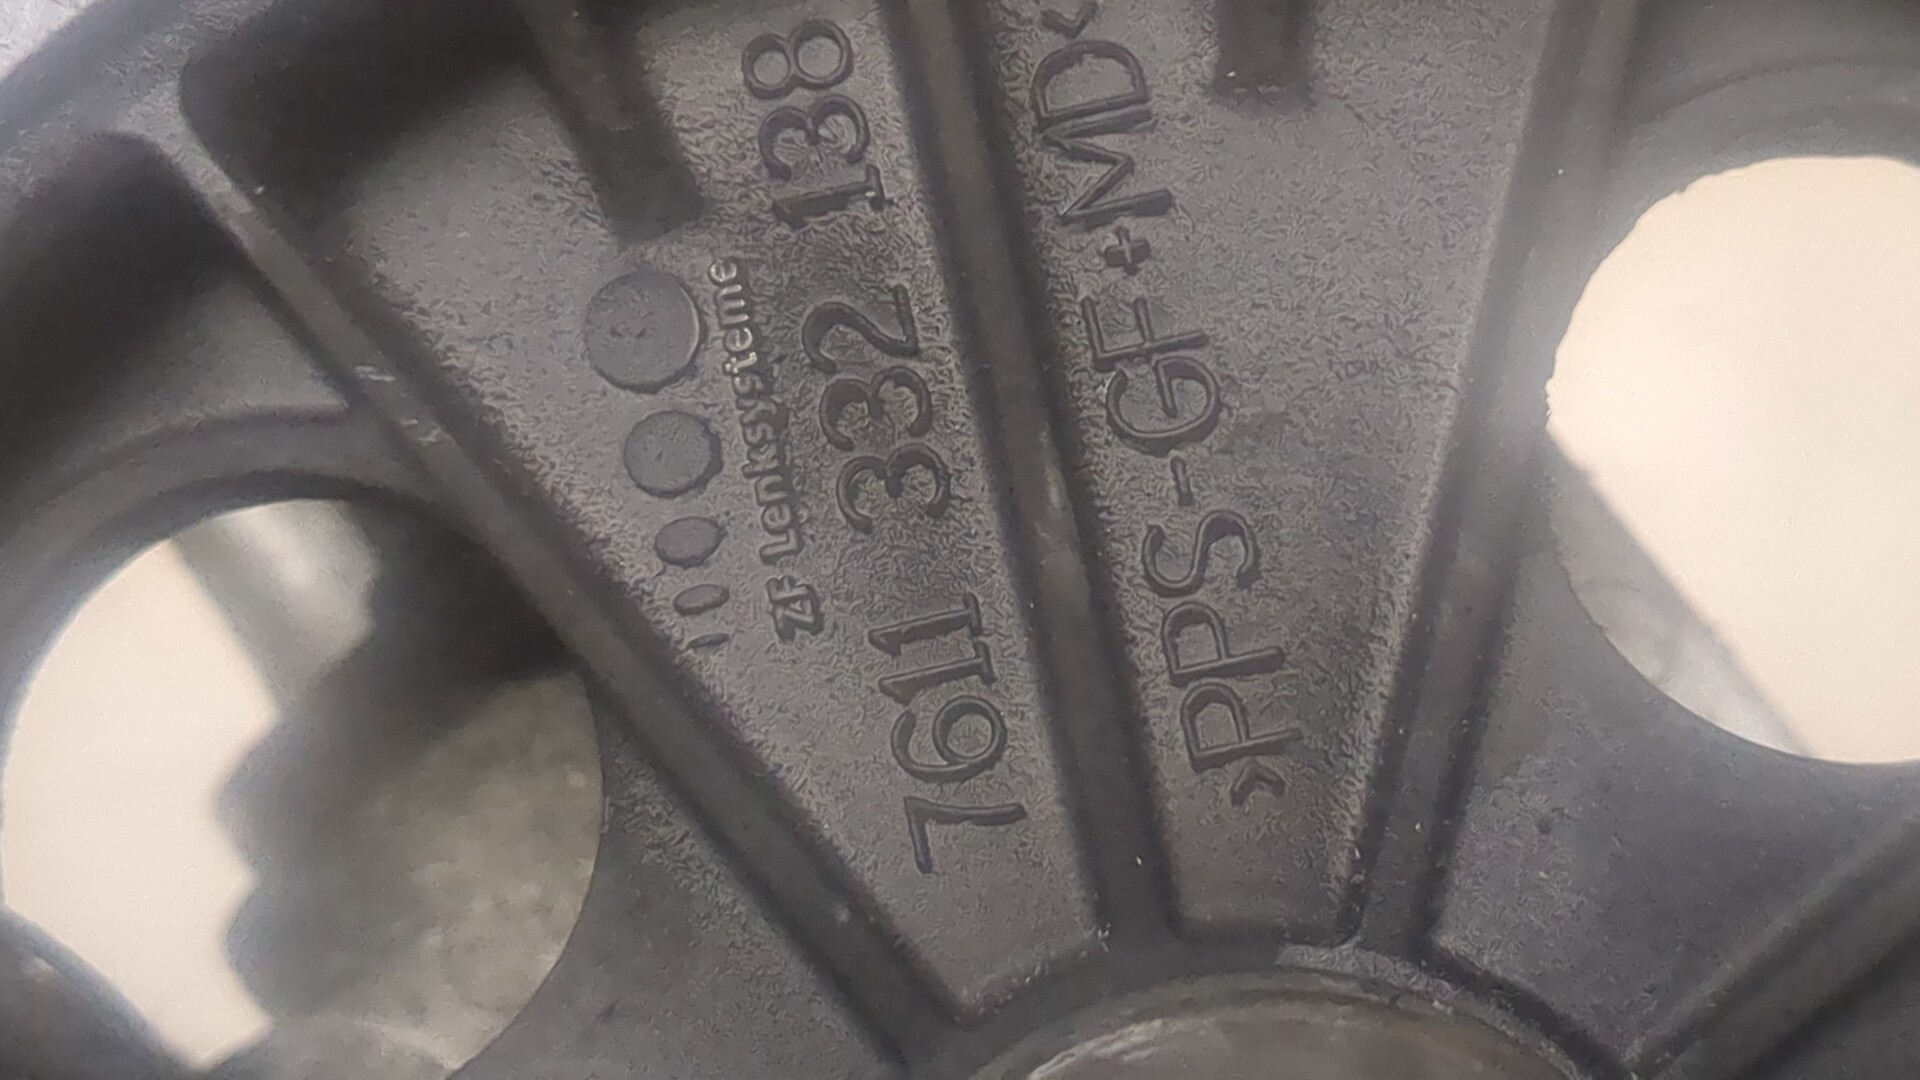 ZF Lenksysteme
7611 332 138
>PPS-GF+MD<